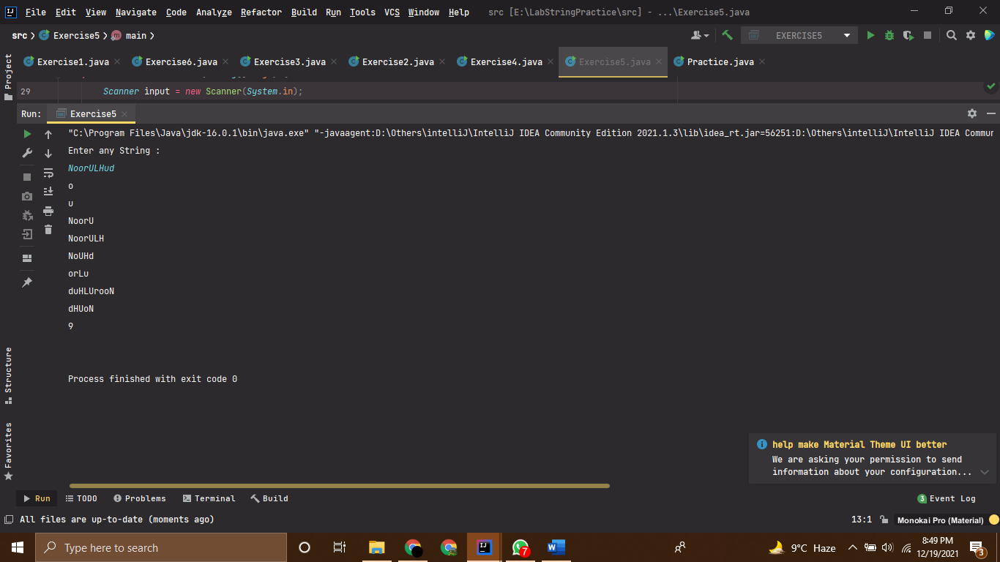 File Edit View Navigate Code Analyze Refactor Build Run Tools VCS Window Help src [E:\LabStringPractice\src] - ...\Exercise5.java
src Exercise5 main EXERCISE5
Project
Exercise1.java Exercise6.java Exercise3.java Exercise2.java Exercise4.java Exercise5.java Practice.java
29 Scanner input = new Scanner(System.in);
Run: Exercise5
"C:\Program Files\Java\jdk-16.0.1\bin\java.exe" "-javaagent:D:\Others\intelliJ\IntelliJ IDEA Community Edition 2021.1.3\lib\idea_rt.jar=56251:D:\Others\intelliJ\IntelliJ IDEA Commun
Enter any String :
NoorULHud
o
u
NoorU
NoorULH
NoUHd
orLu
duHLUrooN
dHUoN
9
Process finished with exit code 0
Structure
Favorites
help make Material Theme UI better
We are asking your permission to send
information about your configuration...
Run TODO Problems Terminal Build 3 Event Log
All files are up-to-date (moments ago) 13:1 Monokai Pro (Material)
Type here to search 7 9°C Haze 8:49 PM
12/19/2021 3